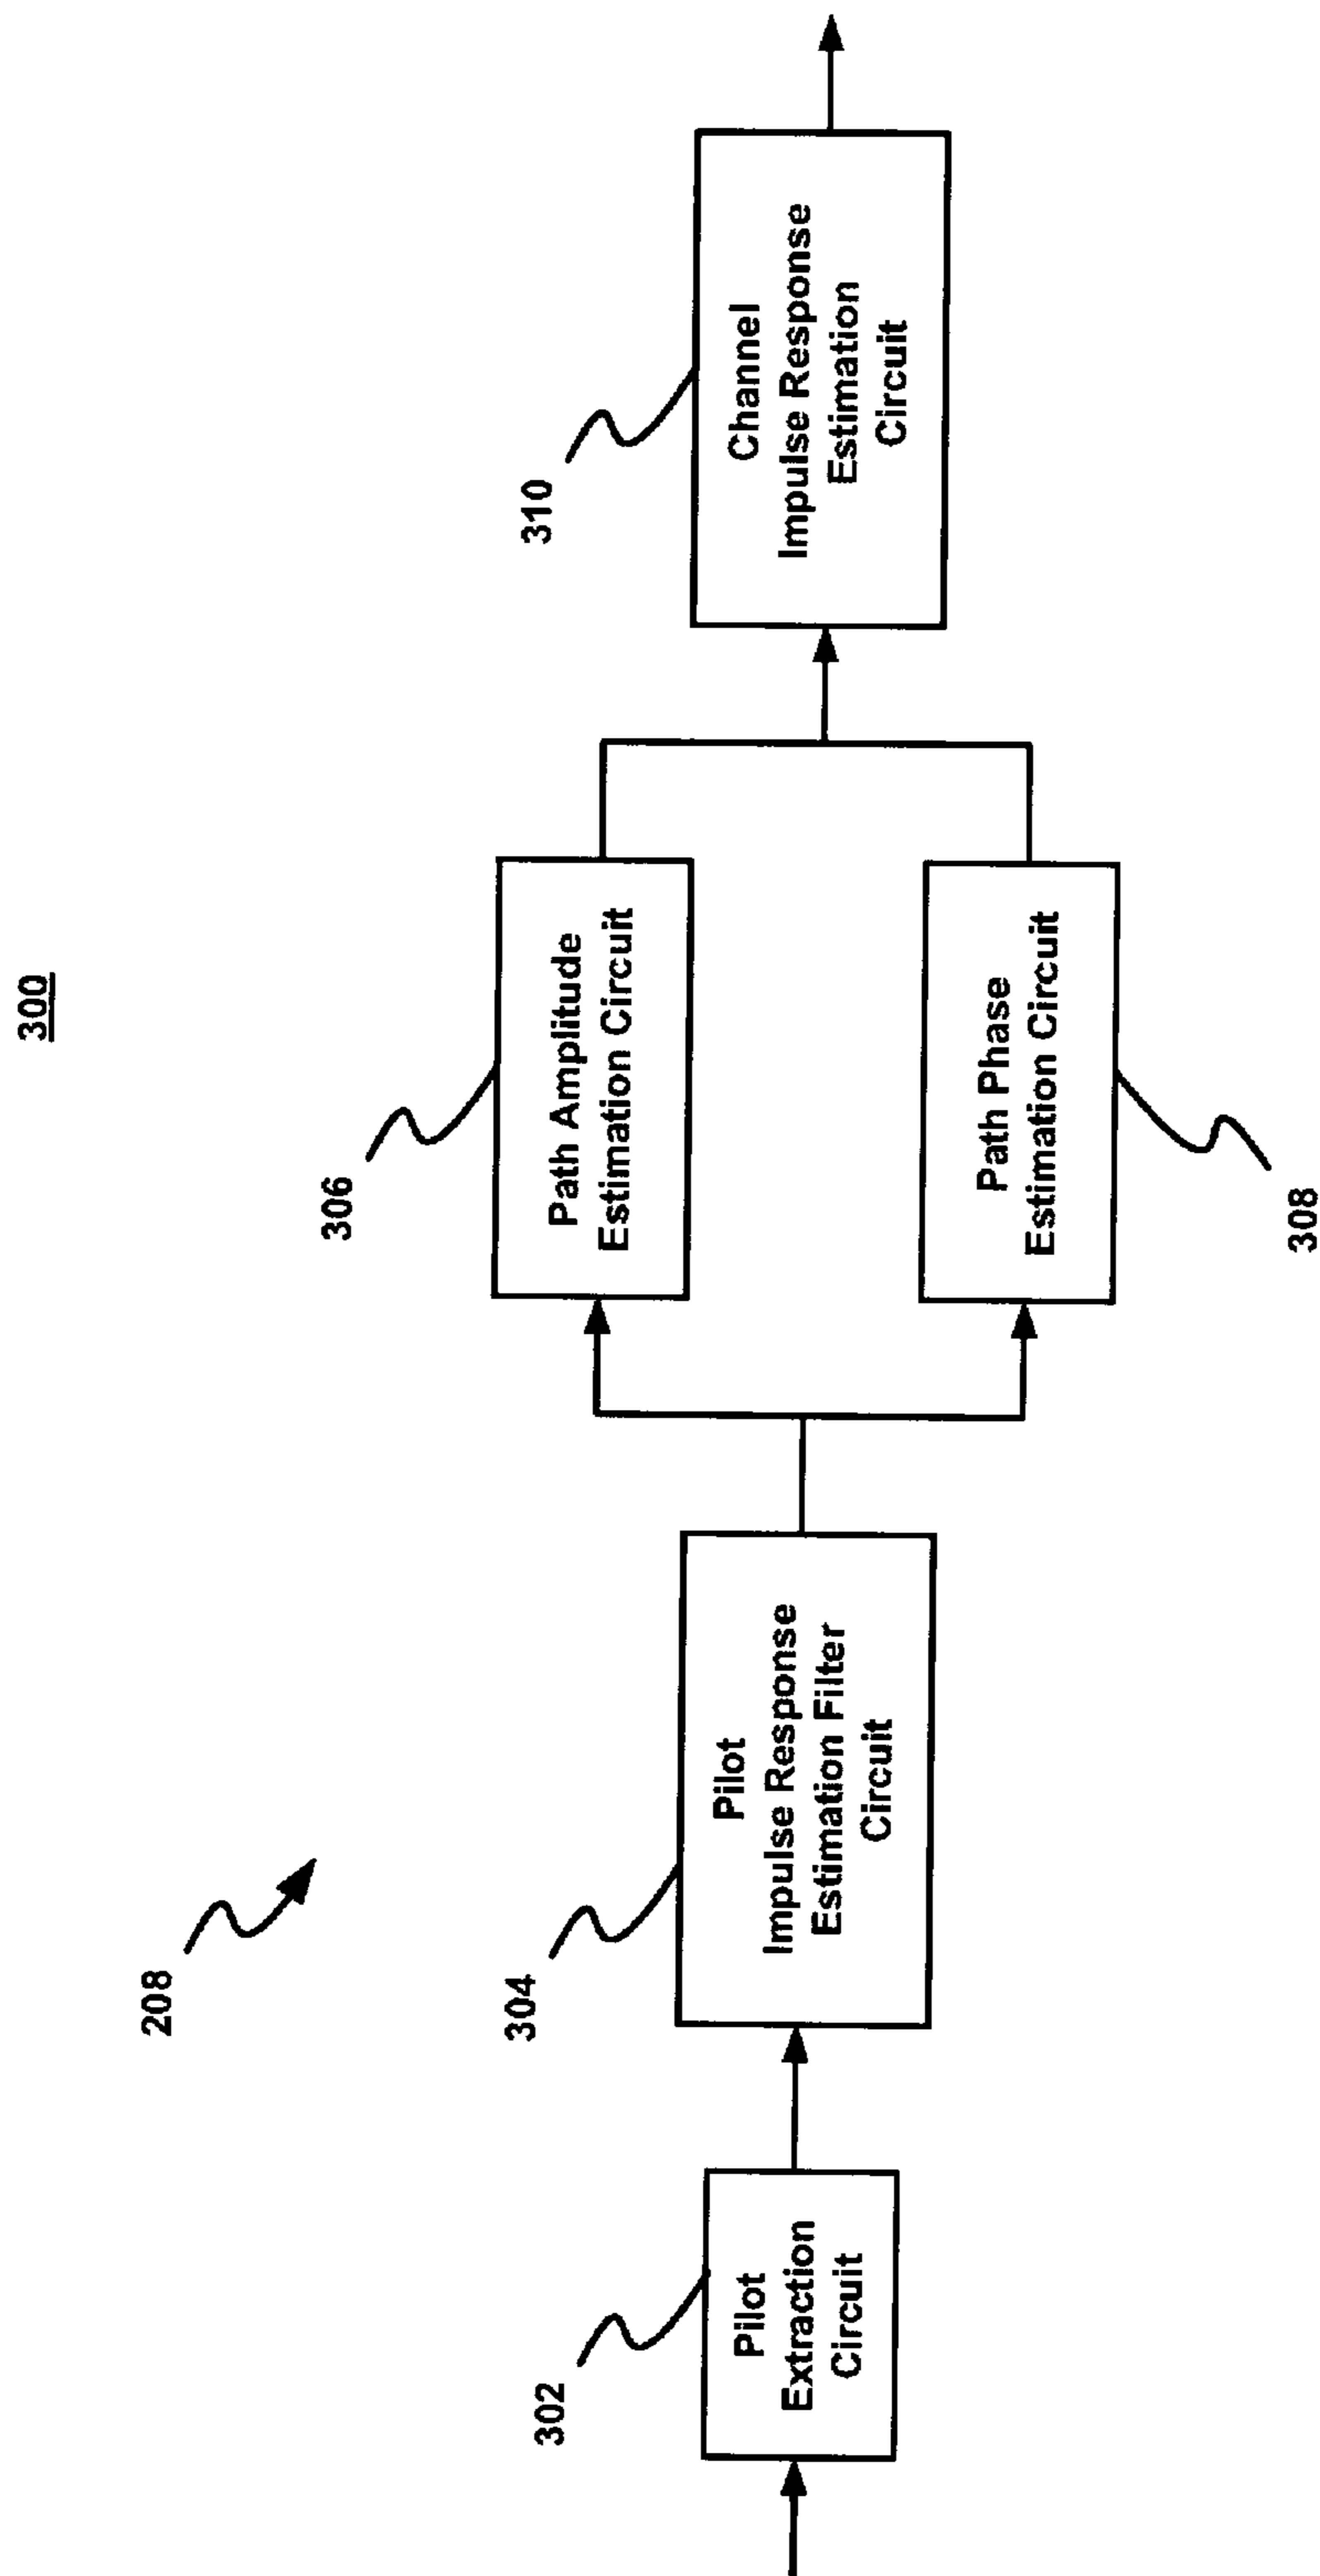 300
208
302
Pilot
Extraction
Circuit
304
Pilot
Impulse Response
Estimation Filter
Circuit
306
Path Amplitude
Estimation Circuit
308
Path Phase
Estimation Circuit
310
Channel
Impulse Response
Estimation
Circuit